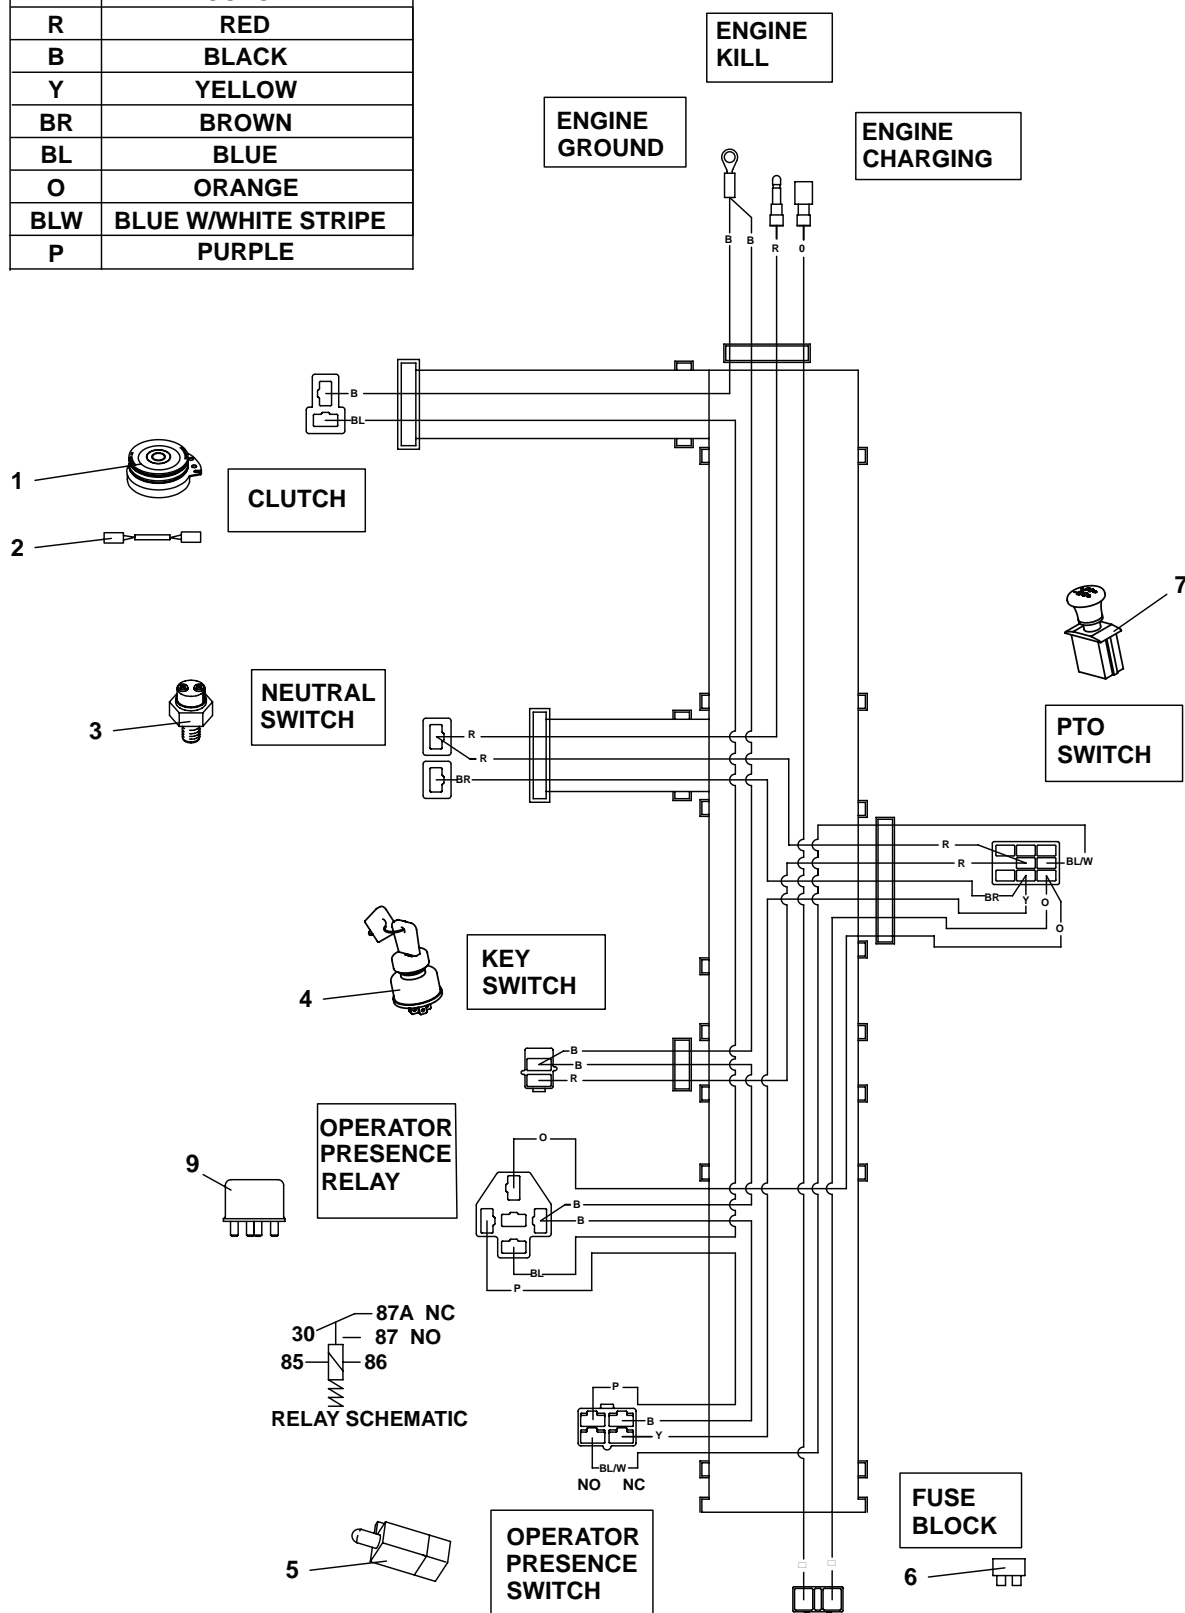 R RED
B BLACK
Y YELLOW
BR BROWN
BL BLUE
O ORANGE
BLW BLUE W/WHITE STRIPE
P PURPLE
ENGINE
KILL
ENGINE
GROUND
ENGINE
CHARGING
B
B
R
0
B
BL
1
CLUTCH
2
7
NEUTRAL
SWITCH
3
PTO
SWITCH
R
R
BR
R
R
BL/W
BR
Y
O
O
KEY
SWITCH
4
B
B
R
OPERATOR
PRESENCE
RELAY
9
O
B
B
BL
P
87A NC
30
87 NO
85
86
RELAY SCHEMATIC
P
B
Y
BL/W
NO NC
OPERATOR
PRESENCE
SWITCH
5
FUSE
BLOCK
6